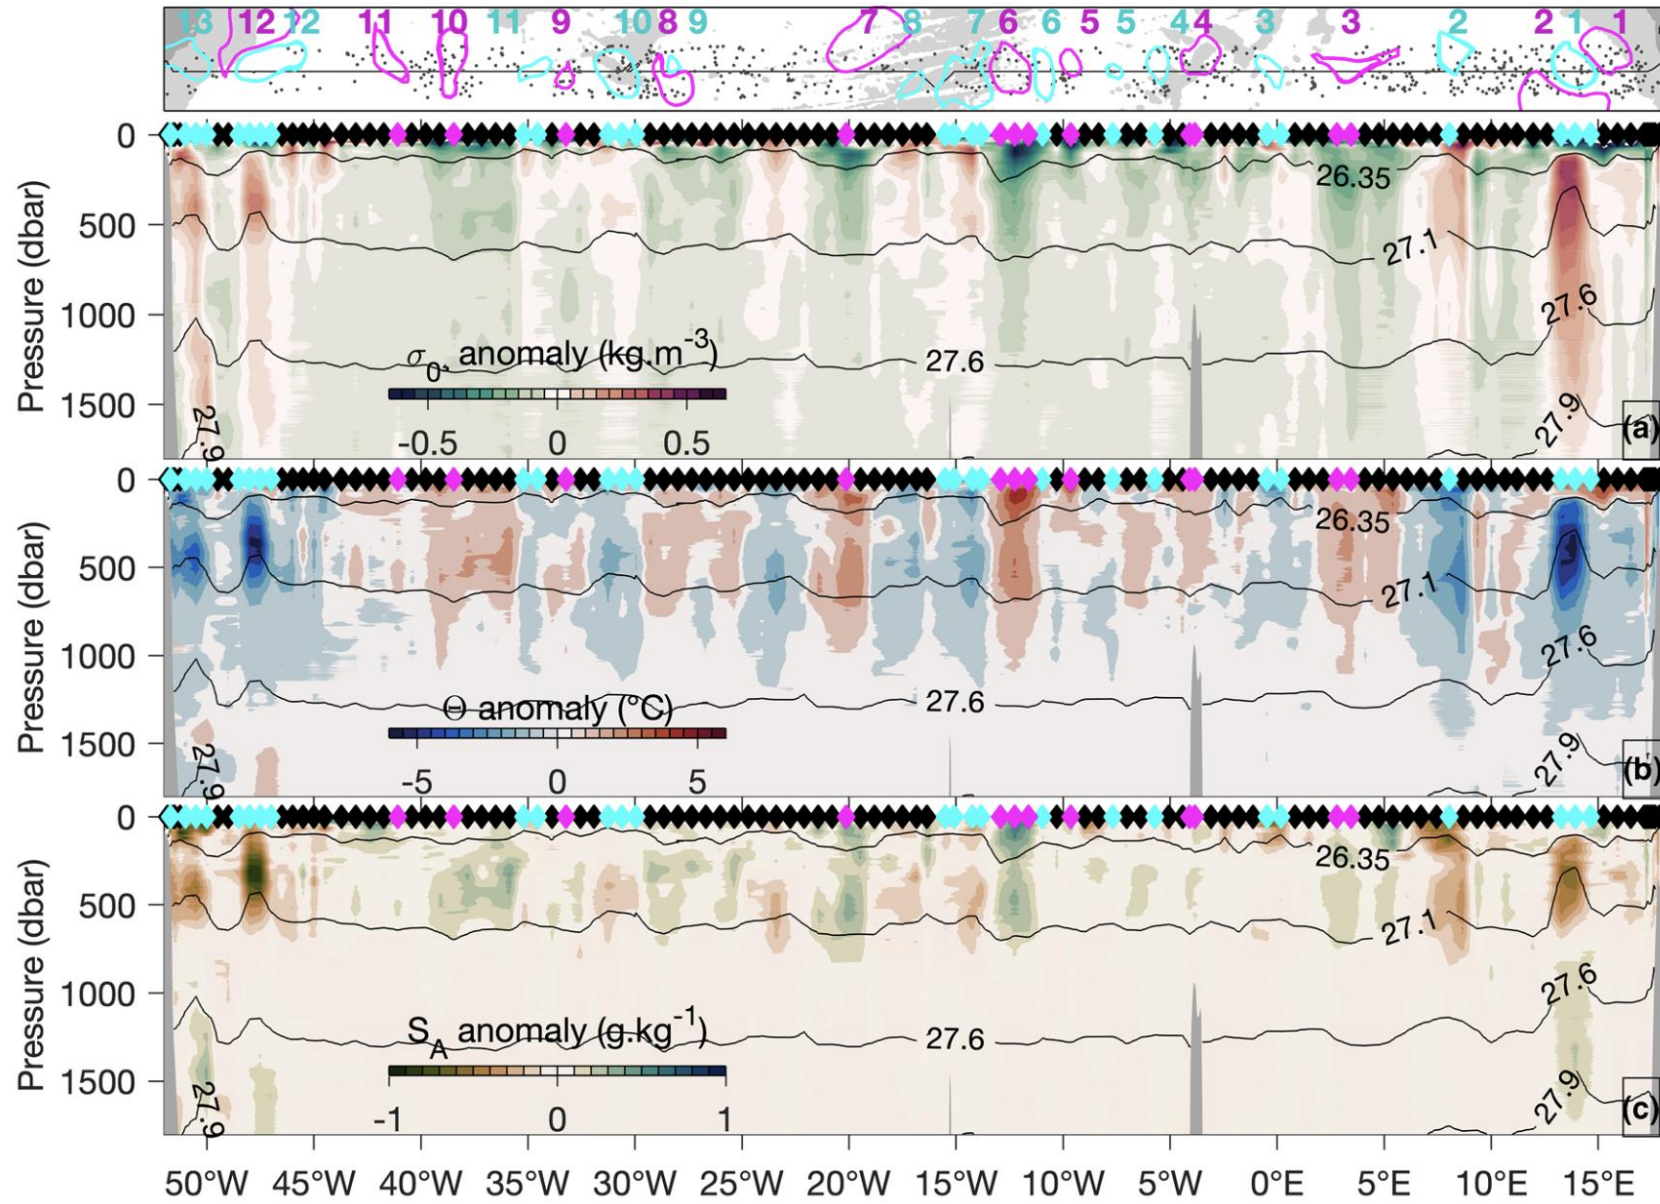 13 12 12 11 10 11 9 10 8 9 7 8 7 6 6 5 5 4 4 3 3 2 2 1 1
0
26.35
500
27.1
Pressure (dbar)
1000
27.6
σ0, anomaly (kg.m-3)
27.6
1500
27.9
27.9
-0.5 0 0.5
(a)
0
26.35
500
27.1
Pressure (dbar)
1000
27.6
Θ anomaly (°C)
27.6
1500
27.9
27.9
-5 0 5
(b)
0
26.35
500
27.1
Pressure (dbar)
1000
27.6
SA anomaly (g.kg-1)
27.6
1500
27.9
27.9
-1 0 1
(c)
50°W 45°W 40°W 35°W 30°W 25°W 20°W 15°W 10°W 5°W 0°E 5°E 10°E 15°E